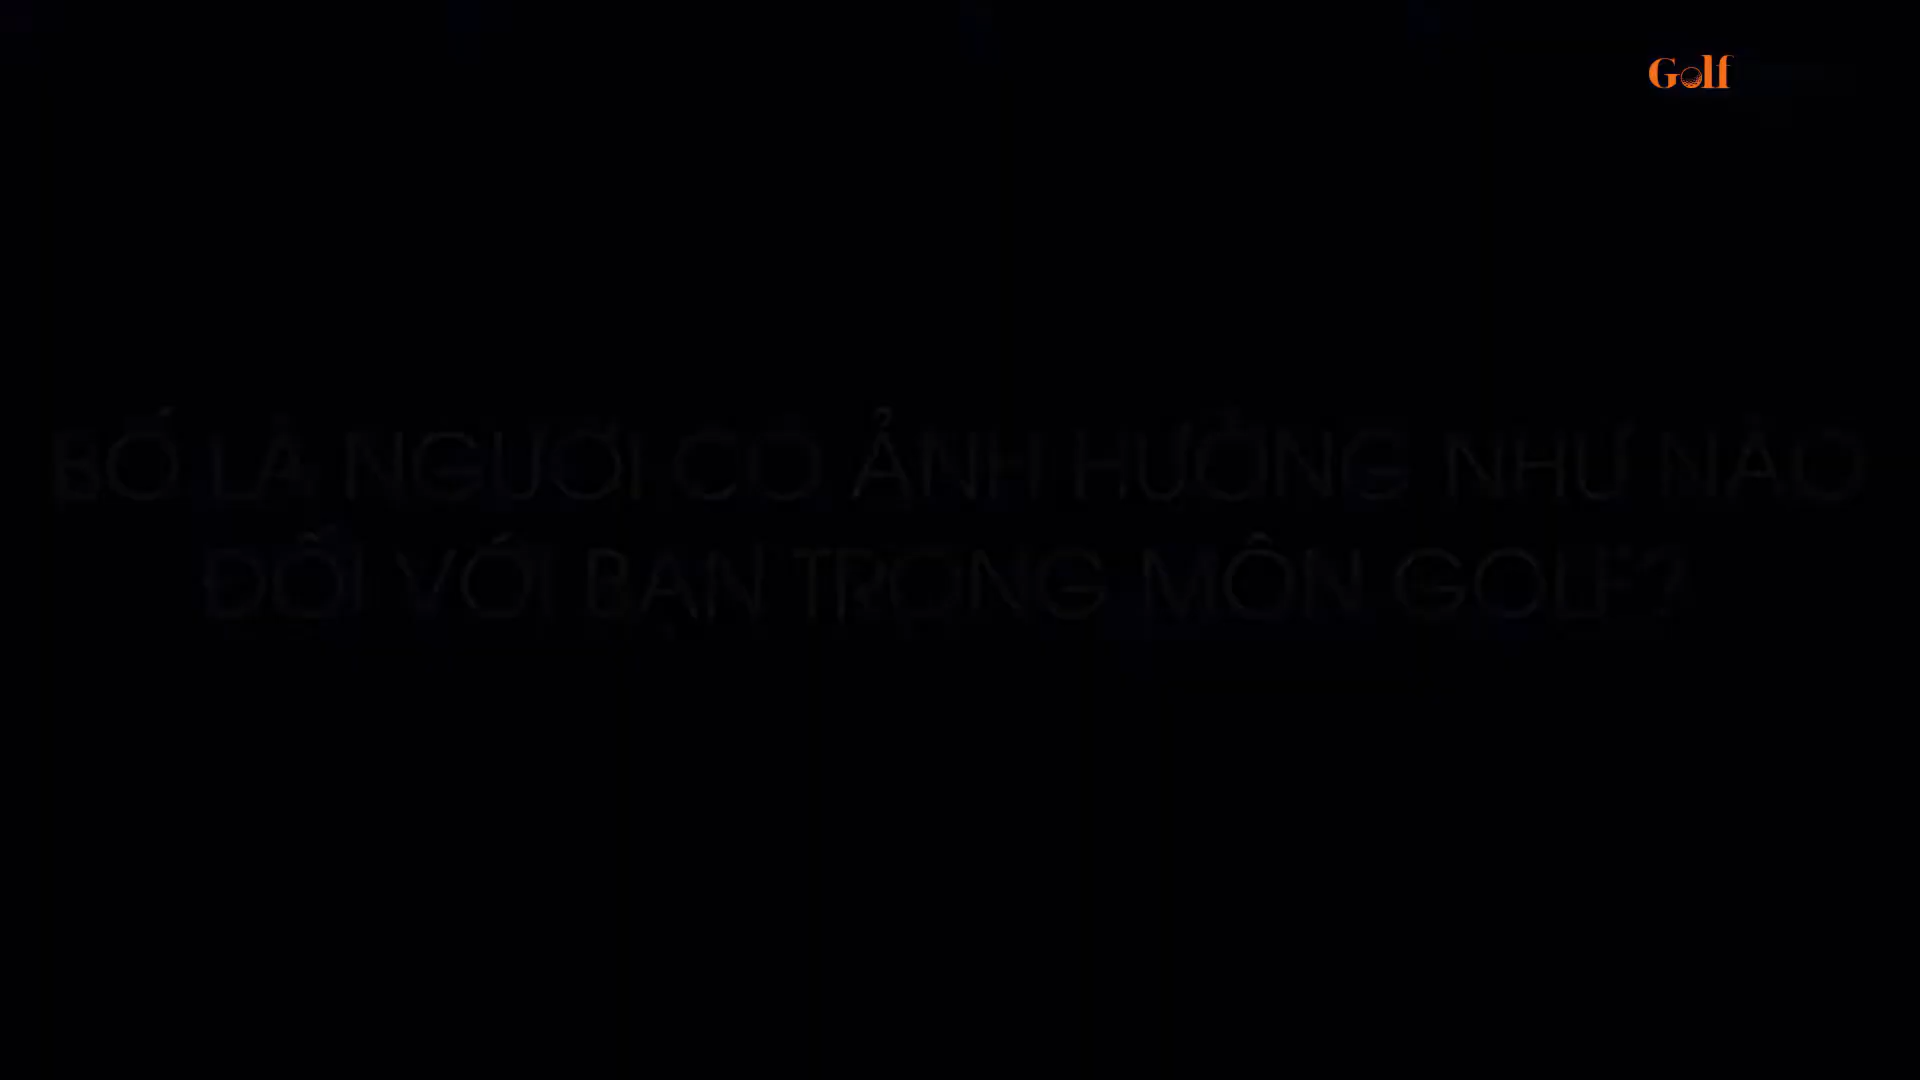 Golf
BỐ LÀ NGƯỜI CÓ ẢNH HƯỞNG NHƯ NÀO
ĐỐI VỚI BẠN TRONG MÔN GOLF?